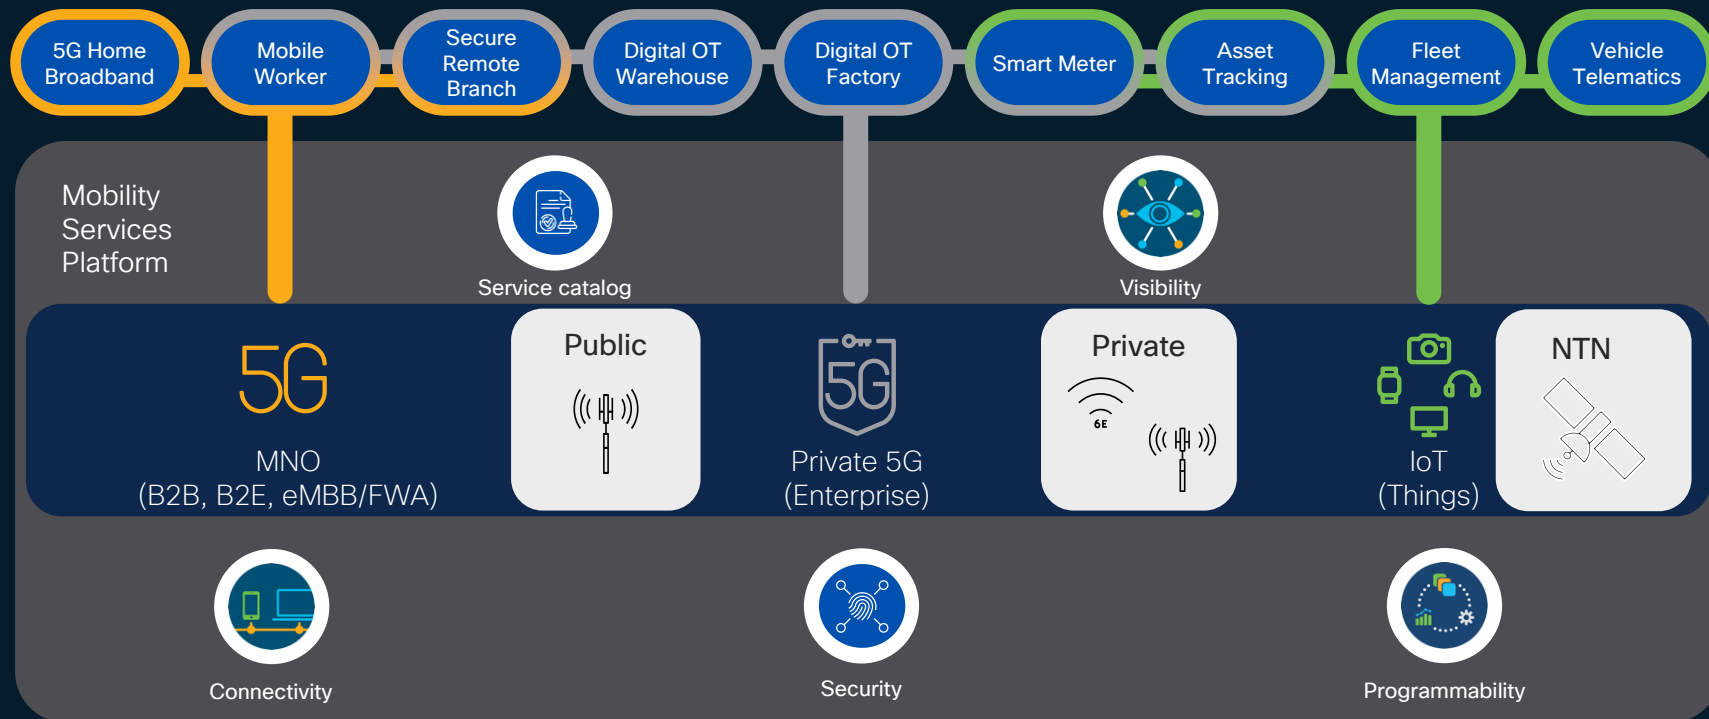 5G Home
Broadband
Mobile
Worker
Secure
Remote
Branch
Digital OT
Warehouse
Digital OT
Factory
Smart Meter
Asset
Tracking
Fleet
Management
Vehicle
Telematics
Mobility
Services
Platform
Service catalog
Visibility
5G
MNO
(B2B, B2E, eMBB/FWA)
Public
5G
Private 5G
(Enterprise)
Private
6E
IoT
(Things)
NTN
Connectivity
Security
Programmability